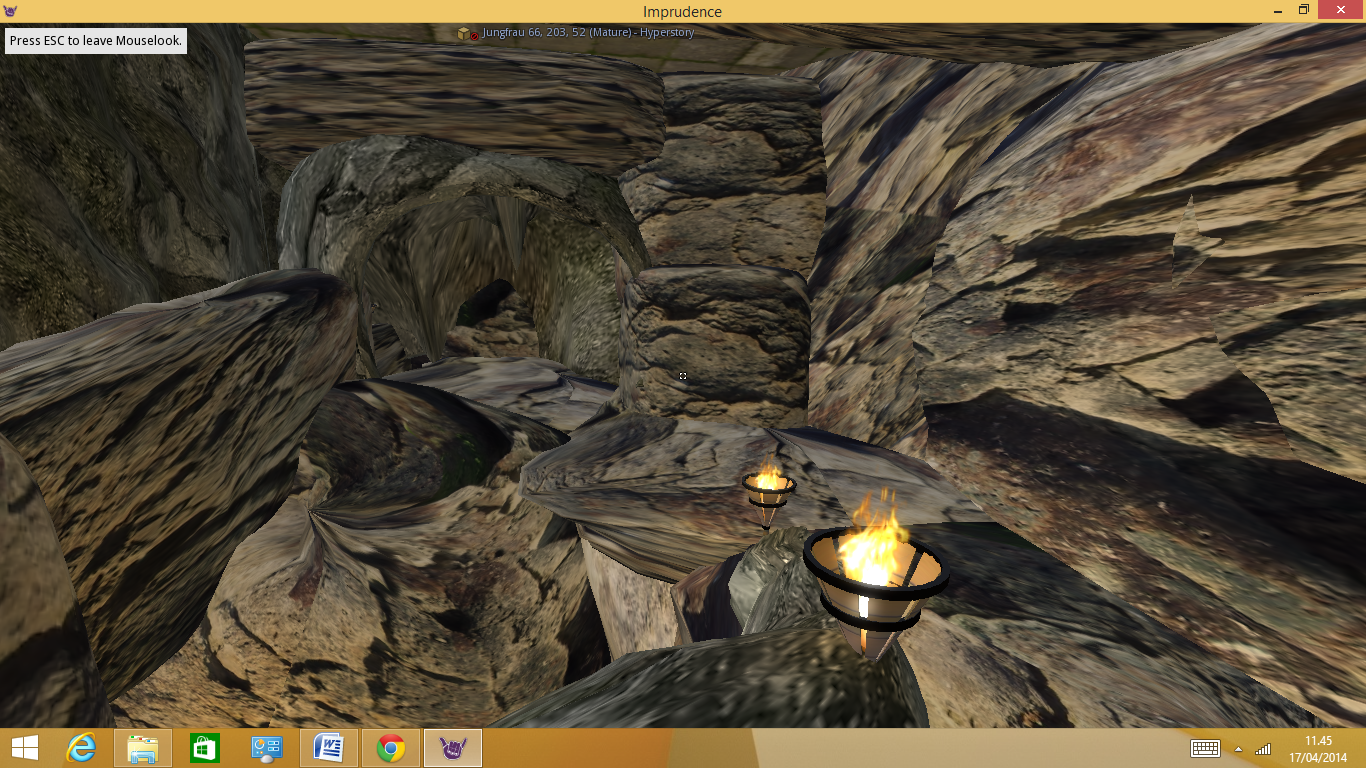 Imprudence
Press ESC to leave Mouselook.
Jungfrau 66, 203, 52 (Mature) - Hyperstory
11.45
17/04/2014